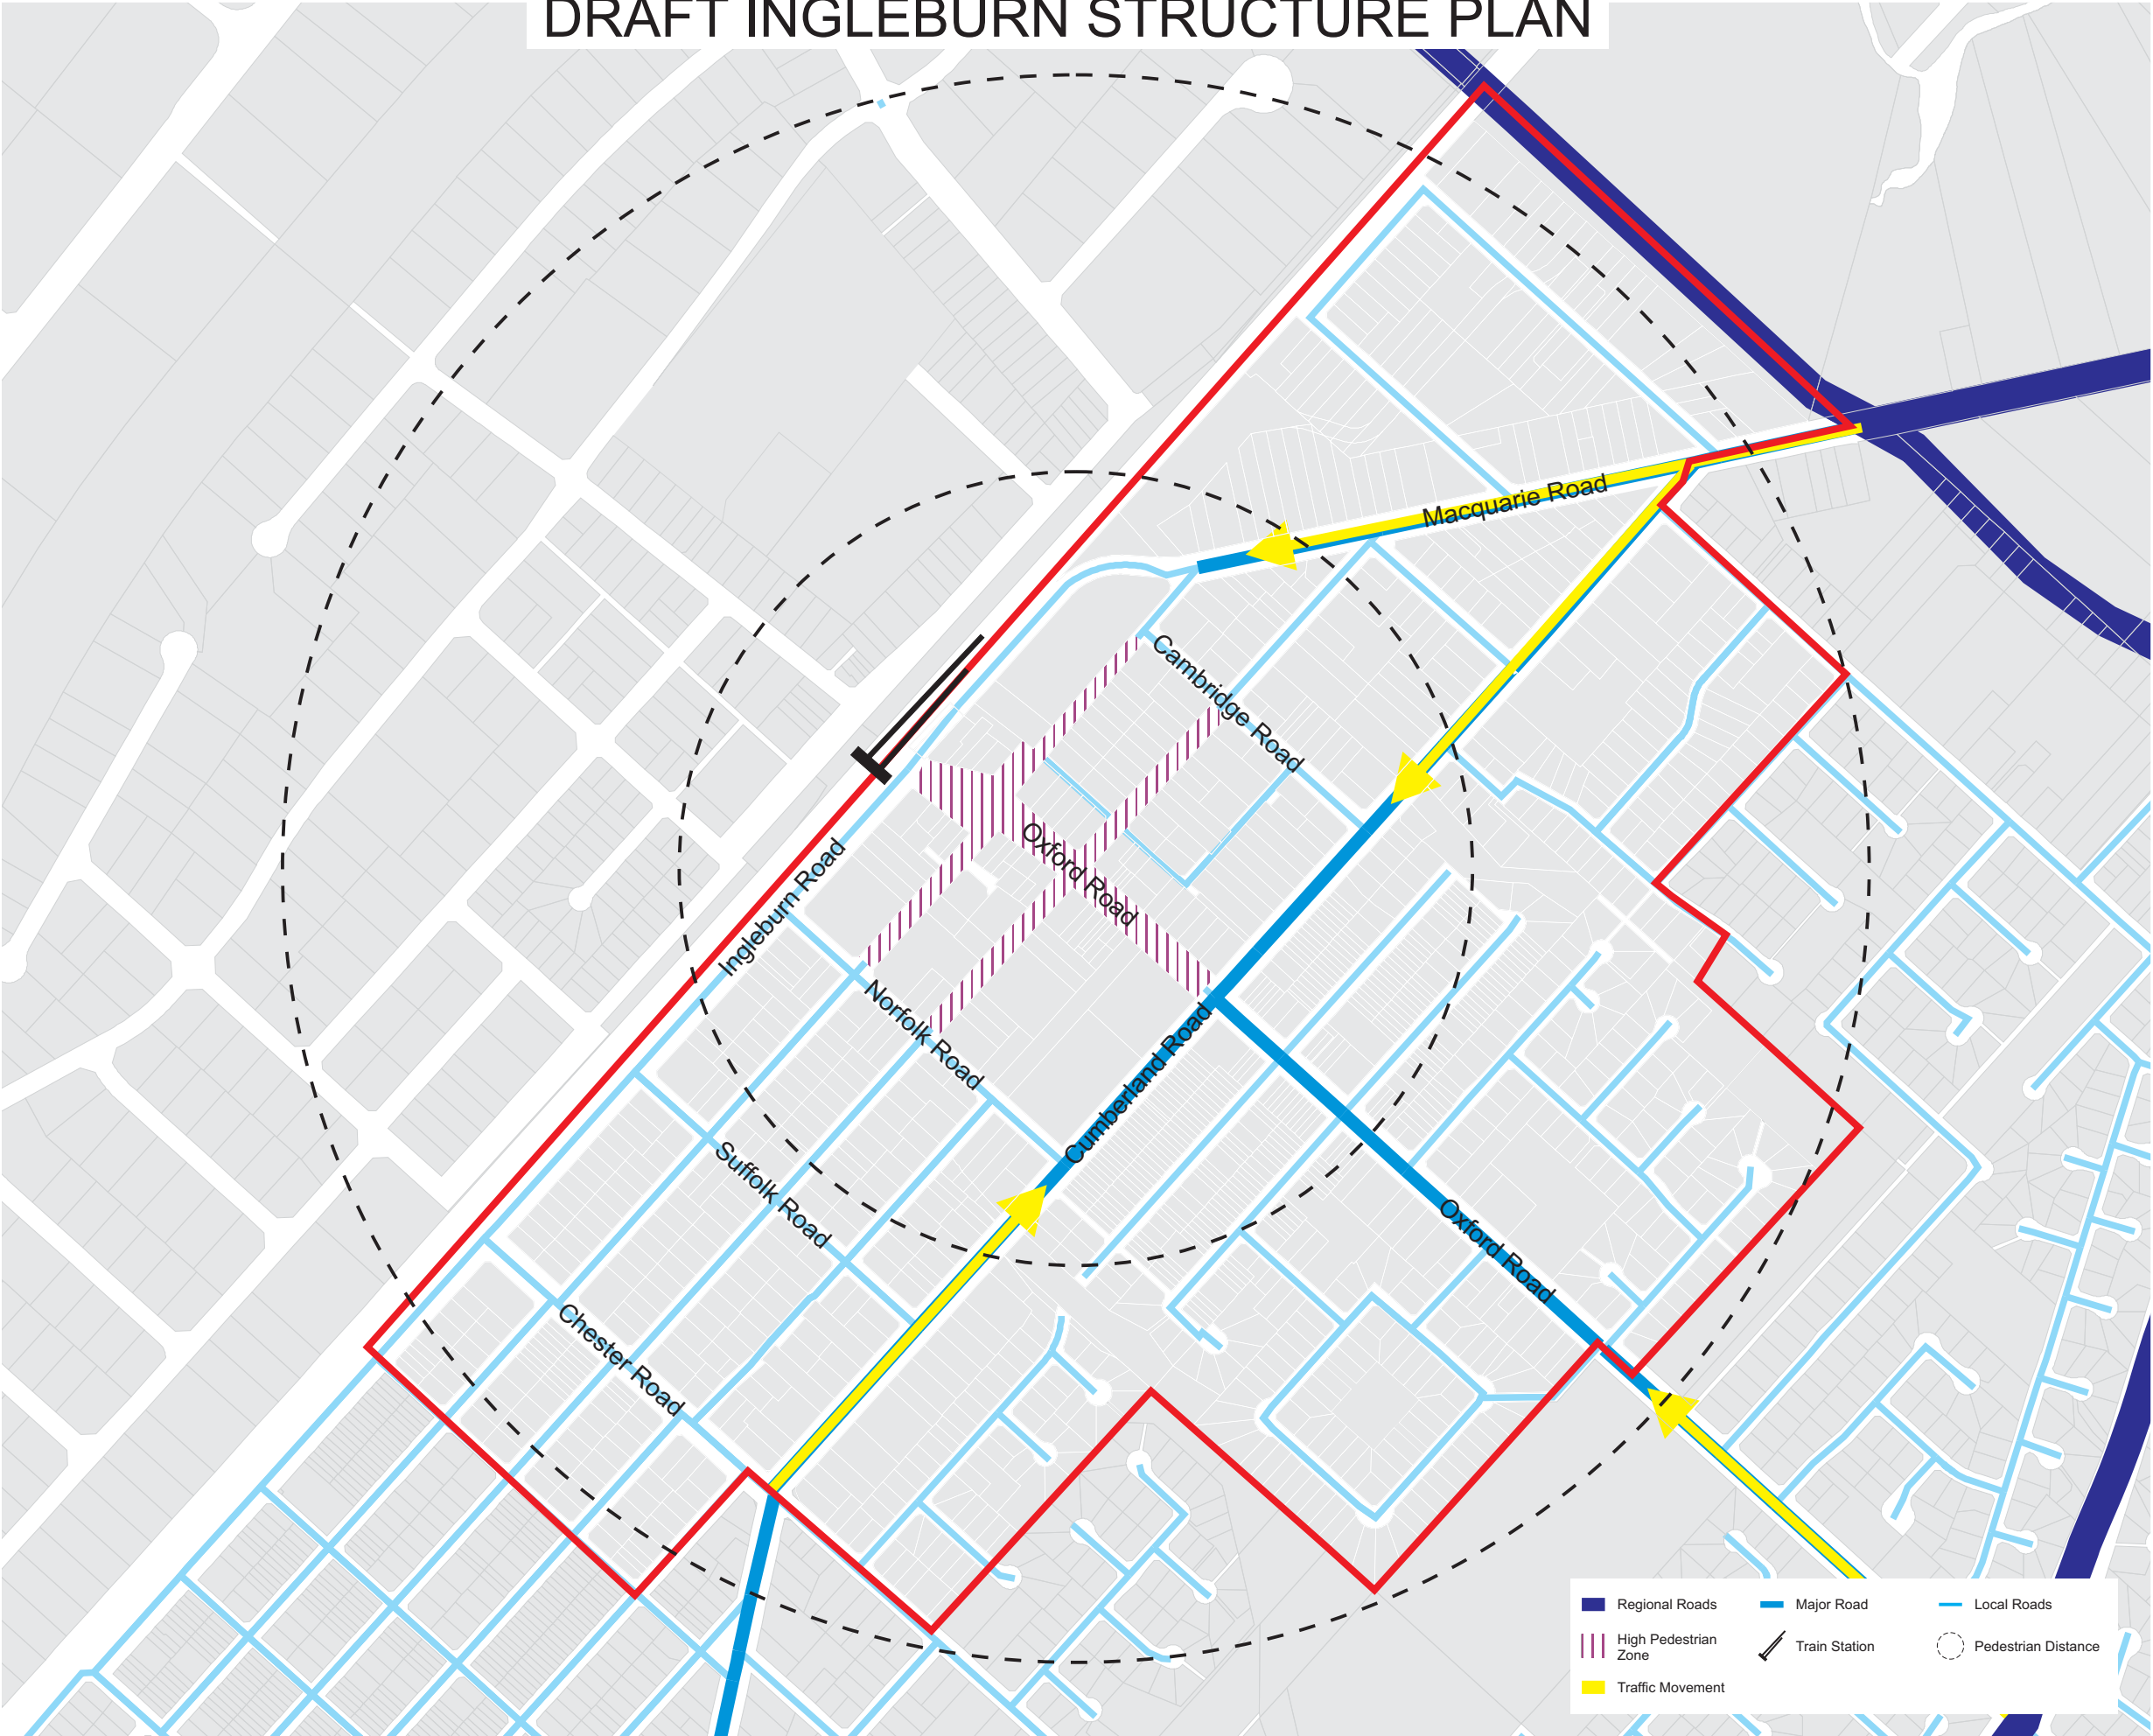 DRAFT INGLEBURN STRUCTURE PLAN
Macquarie Road
Cambridge Road
Oxford Road
Ingleburn Road
Norfolk Road
Cumberland Road
Suffolk Road
Oxford Road
Chester Road
Regional Roads
Major Road
Local Roads
High Pedestrian
Zone
Train Station
Pedestrian Distance
Traffic Movement